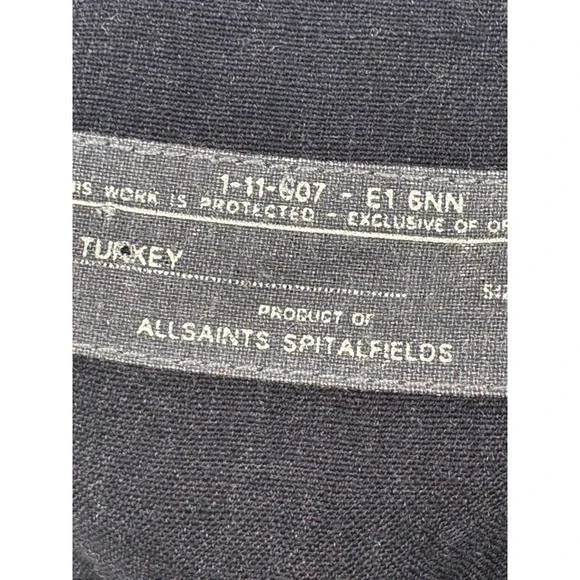 1-11-007 - E1 6NN
WORK IS PROTECTED - EXCLUSIVE OF
TURKEY
PRODUCT OF
ALLSAINTS SPITALFIELDS